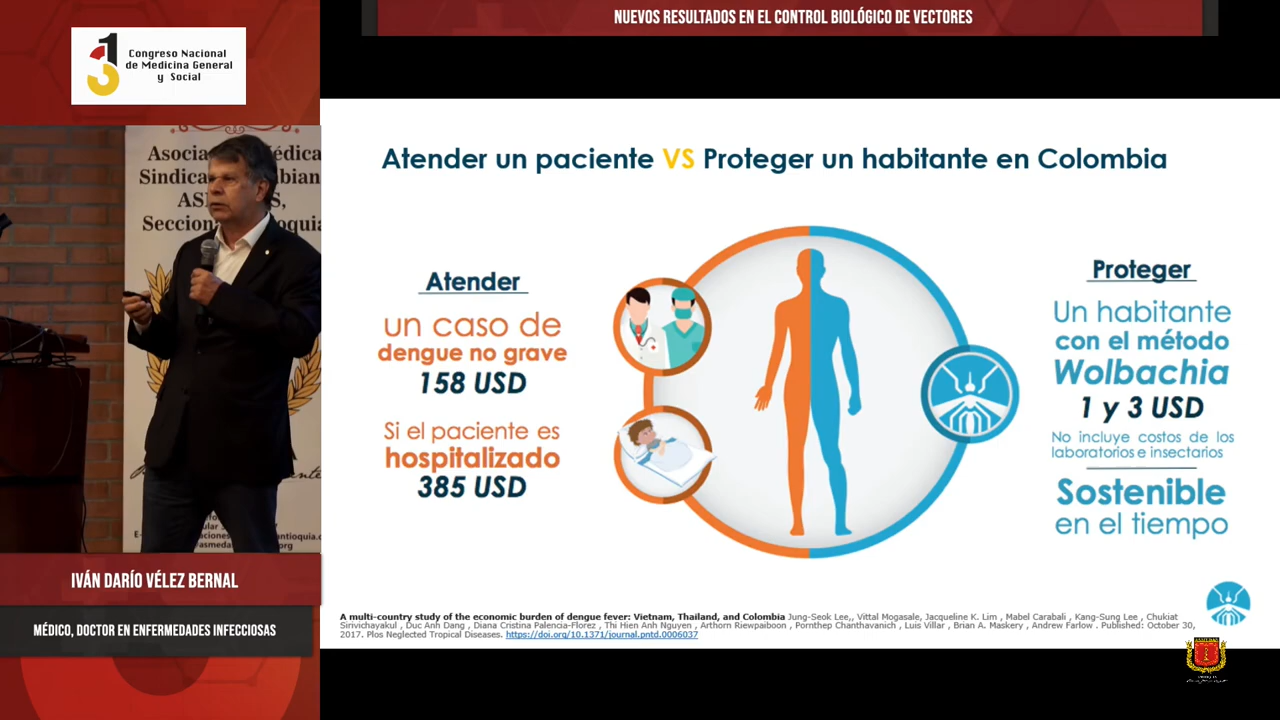 NUEVOS RESULTADOS EN EL CONTROL BIOLÓGICO DE VECTORES
Congreso Nacional
de Medicina General
y Social
Atender un paciente VS Proteger un habitante en Colombia
Atender
un caso de
dengue no grave
158 USD
Si el paciente es
hospitalizado
385 USD
Proteger
Un habitante
con el método
Wolbachia
1 y 3 USD
No incluye costos de los
laboratorios e insectarios
Sostenible
en el tiempo
IVÁN DARÍO VÉLEZ BERNAL
MÉDICO, DOCTOR EN ENFERMEDADES INFECCIOSAS
A multi-country study of the economic burden of dengue fever: Vietnam, Thailand, and Colombia Jung-Seok Lee,, Vittal Mogasale, Jacqueline K. Lim , Mabel Carabali , Kang-Sung Lee , Chukiat
Sirivichayakul , Duc Anh Dang , Diana Cristina Palencia-Florez , Thi Hien Anh Nguyen , Arthorn Riewpaiboon , Pornthep Chanthavanich , Luis Villar , Brian A. Maskery , Andrew Farlow . Published: October 30,
2017. Plos Neglected Tropical Diseases. https://doi.org/10.1371/journal.pntd.0006037